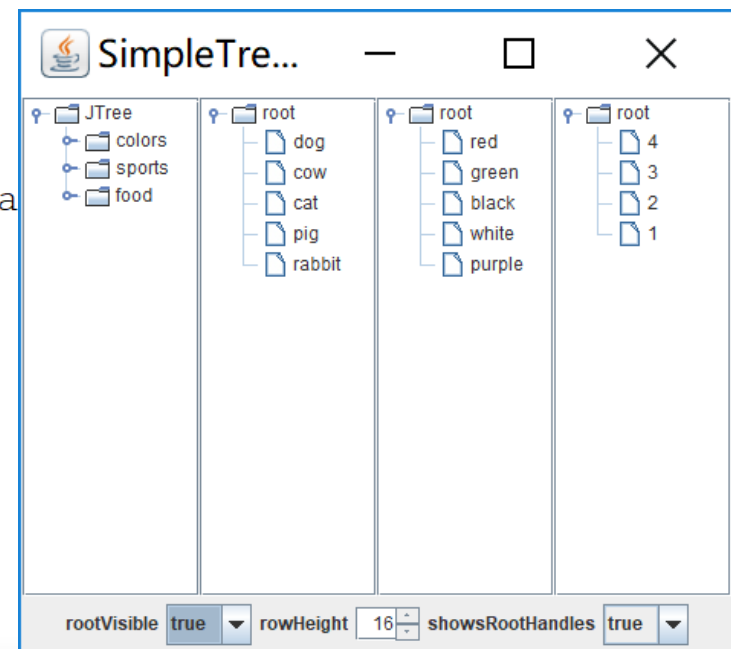 SimpleTre...
JTree
colors
sports
food
root
dog
cow
cat
pig
rabbit
root
red
green
black
white
purple
root
4
3
2
1
a
rootVisible true rowHeight 16 showsRootHandles true